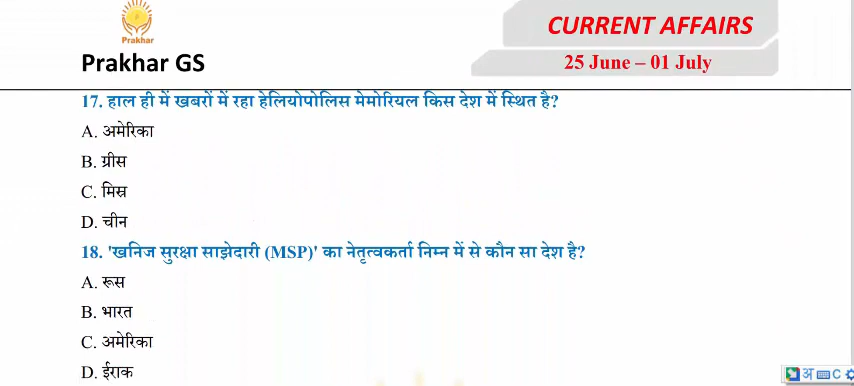 Prakhar
Prakhar GS
CURRENT AFFAIRS
25 June – 01 July
17. हाल ही में खबरों में रहा हेलियोपोलिस मेमोरियल किस देश में स्थित है?
A. अमेरिका
B. ग्रीस
C. मिस्र
D. चीन
18. 'खनिज सुरक्षा साझेदारी (MSP)' का नेतृत्वकर्ता निम्न में से कौन सा देश है?
A. रूस
B. भारत
C. अमेरिका
D. ईराक
अ C